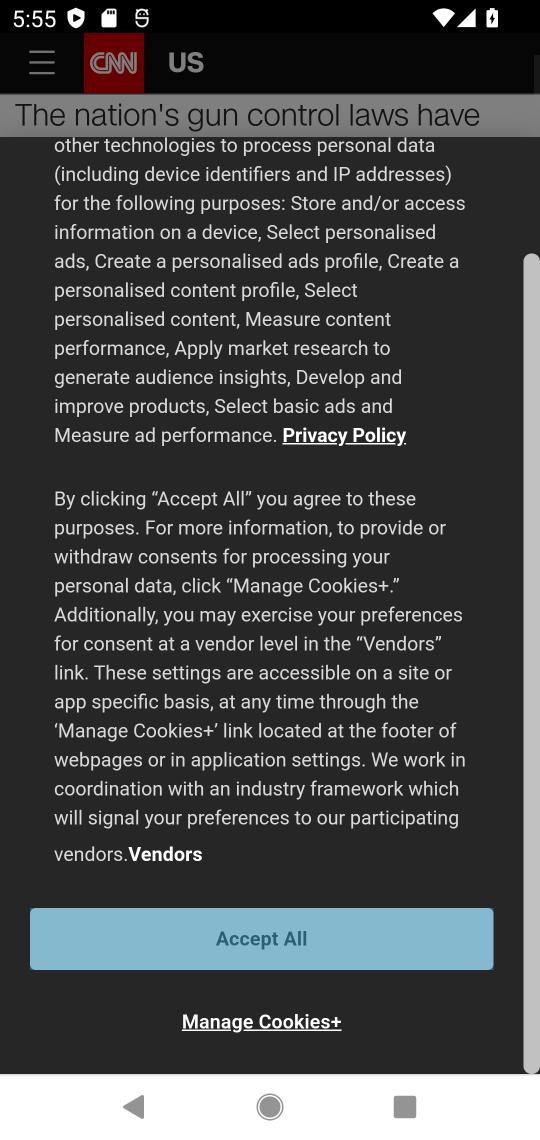 5:55
CNN US
The nation's gun control laws have
other technologies to process personal data
(including device identifiers and IP addresses)
for the following purposes: Store and/or access
information on a device, Select personalised
ads, Create a personalised ads profile, Create a
personalised content profile, Select
personalised content, Measure content
performance, Apply market research to
generate audience insights, Develop and
improve products, Select basic ads and
Measure ad performance. Privacy Policy
By clicking “Accept All” you agree to these
purposes. For more information, to provide or
withdraw consents for processing your
personal data, click “Manage Cookies+.”
Additionally, you may exercise your preferences
for consent at a vendor level in the “Vendors”
link. These settings are accessible on a site or
app specific basis, at any time through the
‘Manage Cookies+’ link located at the footer of
webpages or in application settings. We work in
coordination with an industry framework which
will signal your preferences to our participating
vendors.Vendors
Accept All
Manage Cookies+